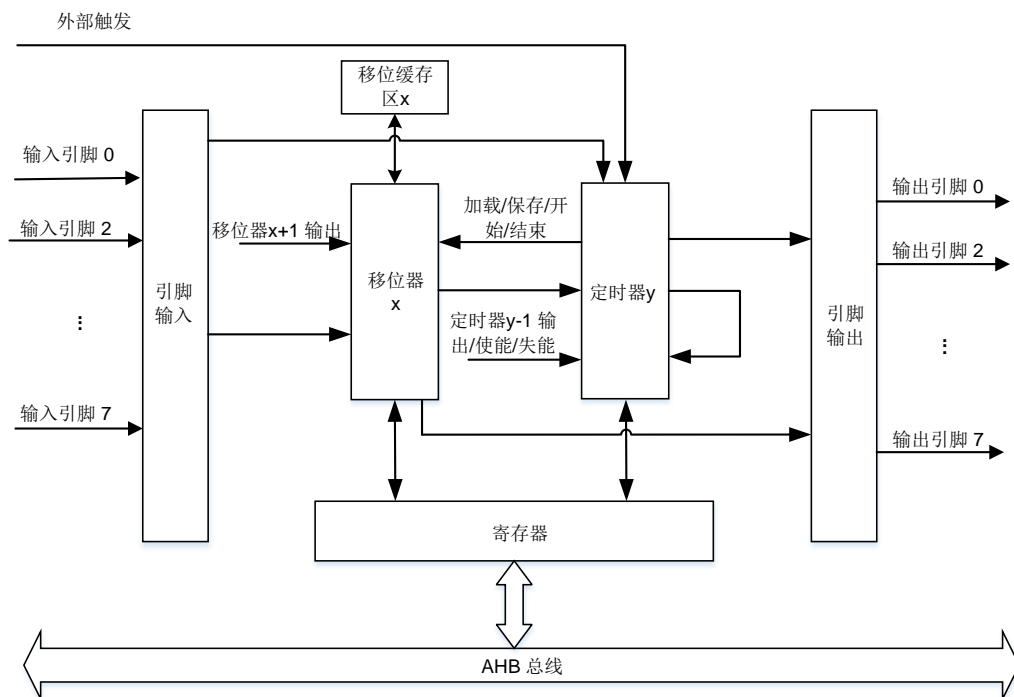 外部触发
移位缓存
区x
输入引脚 0
输入引脚 2
⋮
输入引脚 7
引脚
输入
移位器x+1 输出
移位器
x
加载/保存/开
始/结束
定时器y-1 输
出/使能/失能
定时器y
引脚
输出
输出引脚 0
输出引脚 2
⋮
输出引脚 7
寄存器
AHB 总线